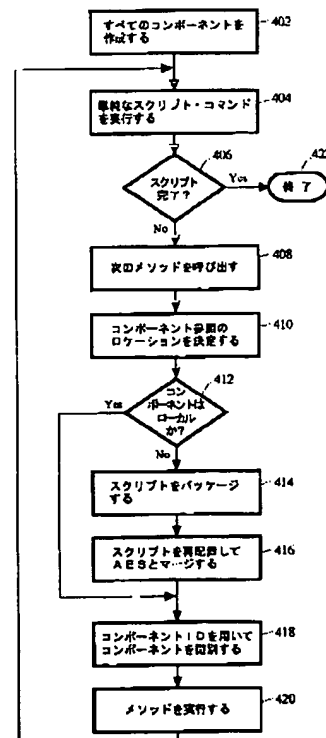 すべてのコンポーネントを
作成する
402
単純なスクリプト・コマンド
を実行する
404
406
スクリプト
完了?
Yes
422
終了
No
次のメソッドを呼び出す
408
コンポーネント参照の
ロケーションを決定する
410
412
コン
ポーネントは
ローカル
か?
Yes
No
スクリプトをパッケージ
する
414
スクリプトを再配置して
AESとマージする
416
コンポーネントIDを用いて
コンポーネントを識別する
418
メソッドを実行する
420